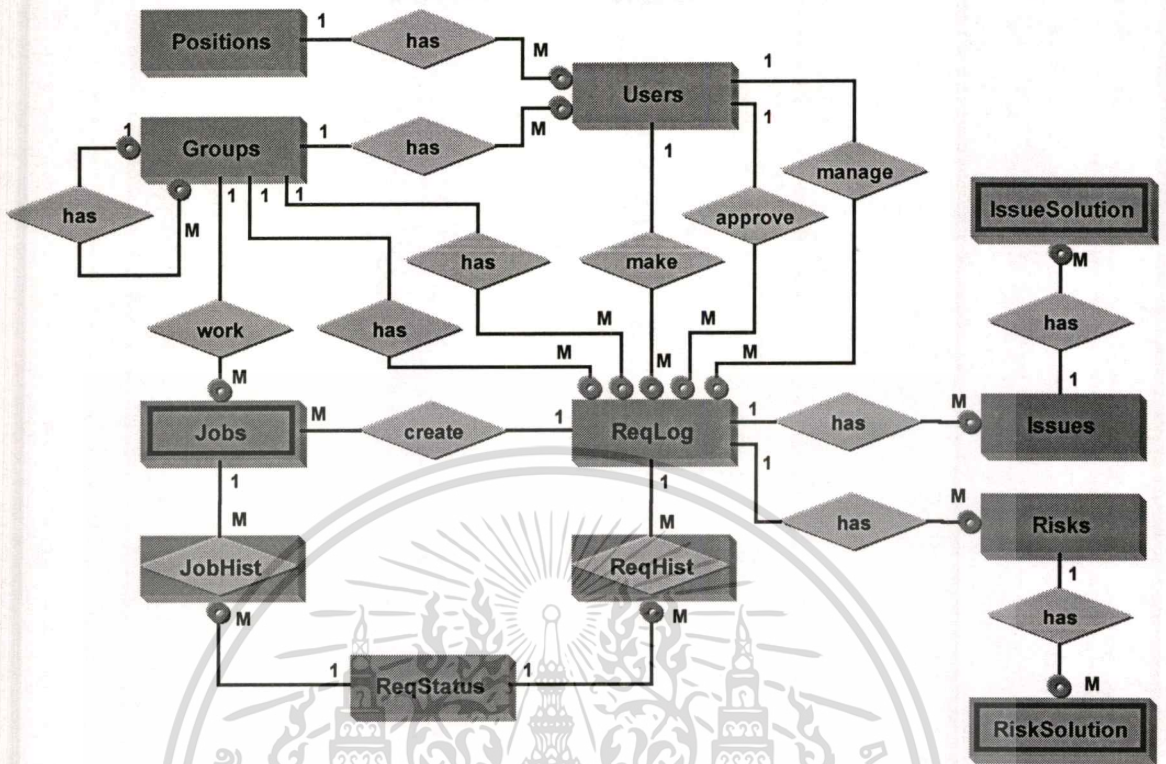 Positions
1
has
M
Users
1
1
1
Groups
1
1
has
M
1
1
1
has
M
manage
approve
make
has
has
work
M
M
M
M
M
M
IssueSolution
M
has
1
Jobs
M
create
1
ReqLog
1
has
M
Issues
1
has
M
Risks
1
M
JobHist
M
1
M
ReqHist
M
1
ReqStatus
1
1
has
M
RiskSolution